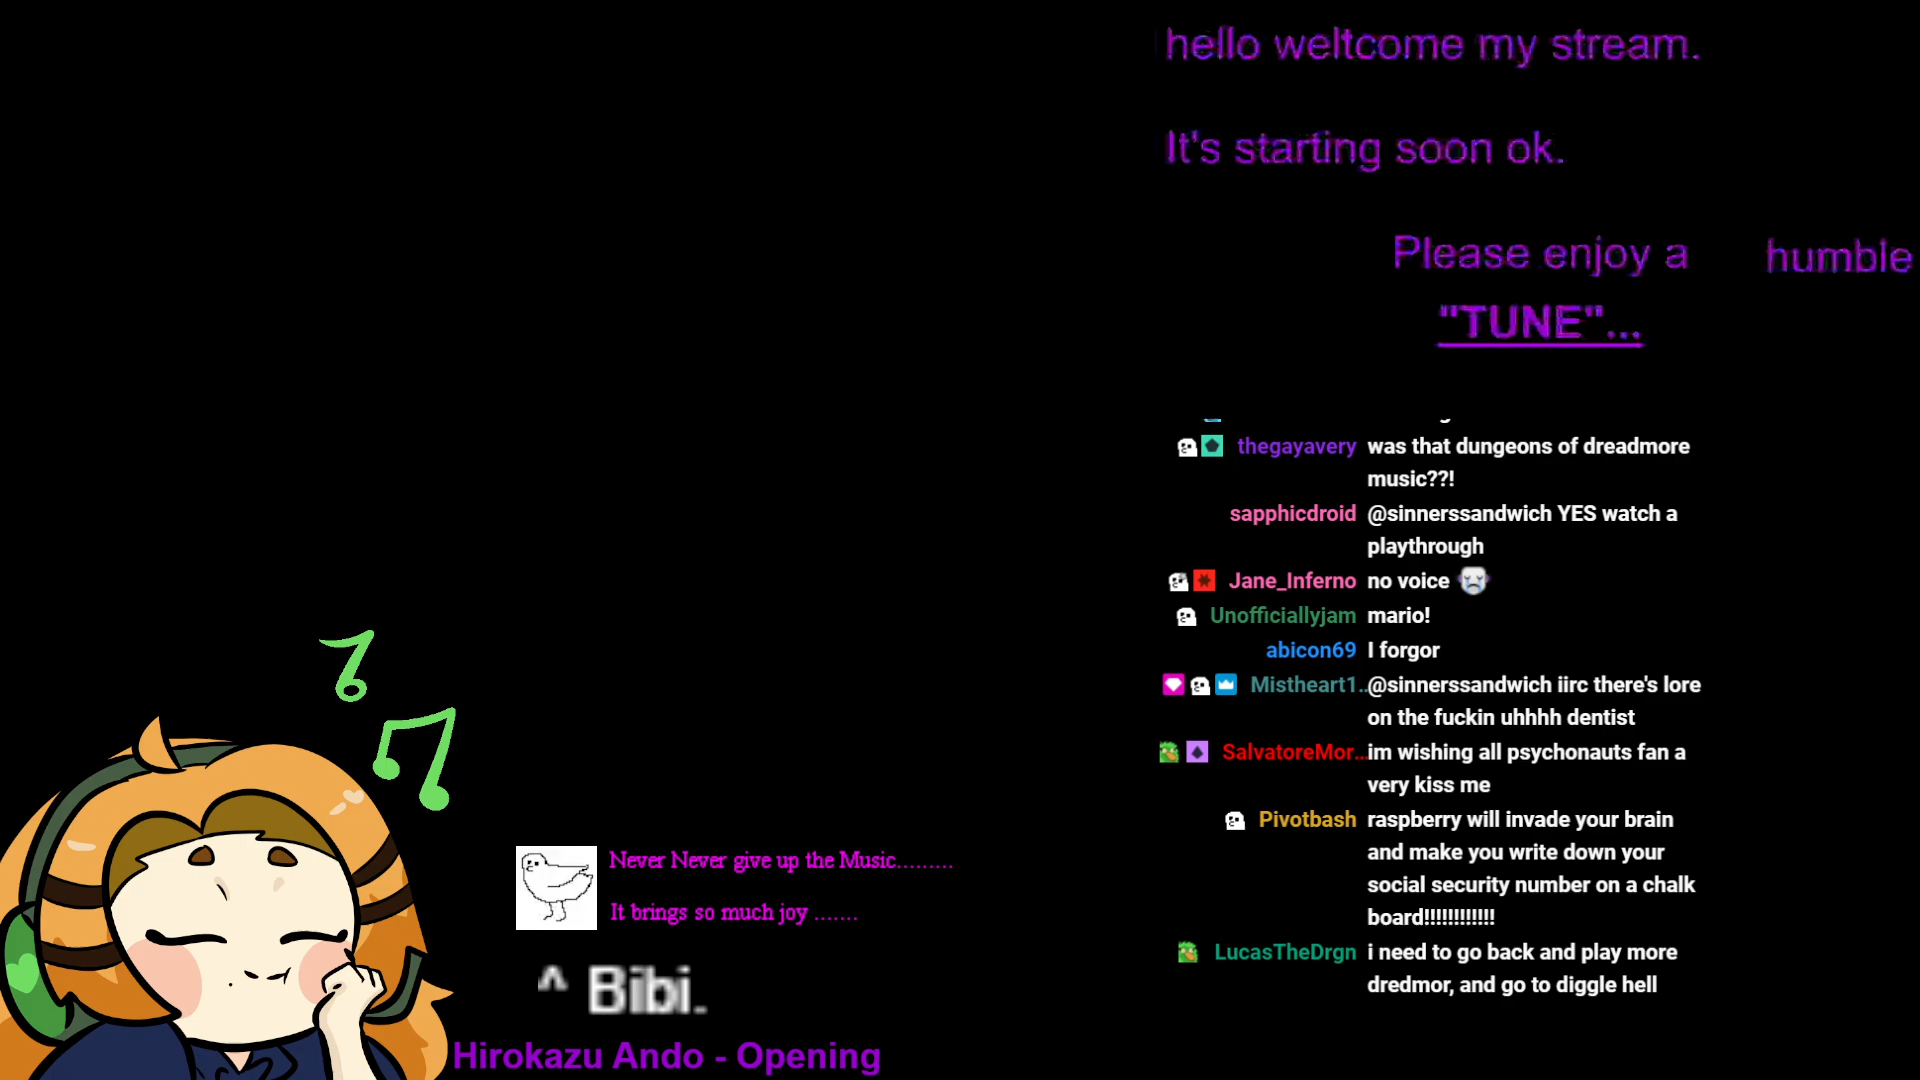 hello weltcome my stream.
It's starting soon ok.
Please enjoy a humble
"TUNE"...
thegayavery was that dungeons of dreadmore
music??!
sapphicdroid @sinnerssandwich YES watch a
playthrough
Jane_Inferno no voice
Unofficiallyjam mario!
abicon69 I forgor
Mistheart1.. @sinnerssandwich iirc there's lore
on the fuckin uhhhh dentist
SalvatoreMor... im wishing all psychonauts fan a
very kiss me
Pivotbash raspberry will invade your brain
and make you write down your
social security number on a chalk
board!!!!!!!!!!!!
LucasTheDrgn i need to go back and play more
dredmor, and go to diggle hell
Never Never give up the Music.........
It brings so much joy .......
^ Bibi.
Hirokazu Ando - Opening